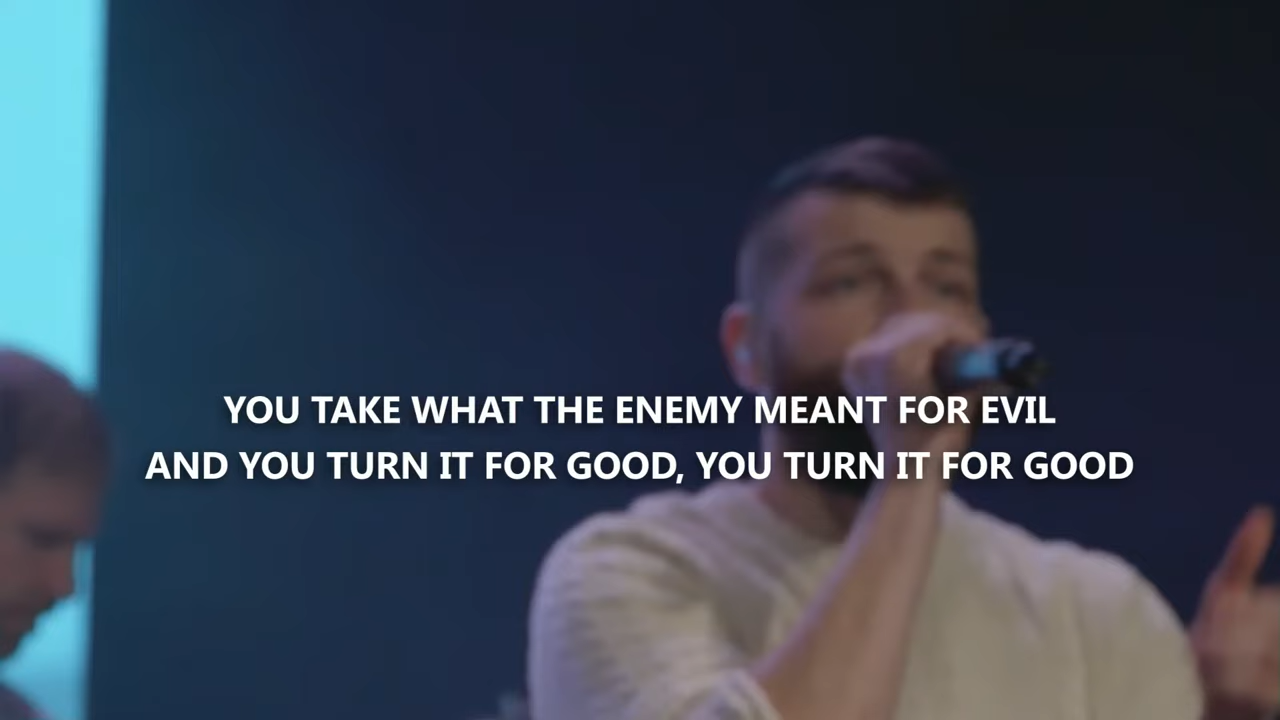 YOU TAKE WHAT THE ENEMY MEANT FOR EVIL
AND YOU TURN IT FOR GOOD, YOU TURN IT FOR GOOD